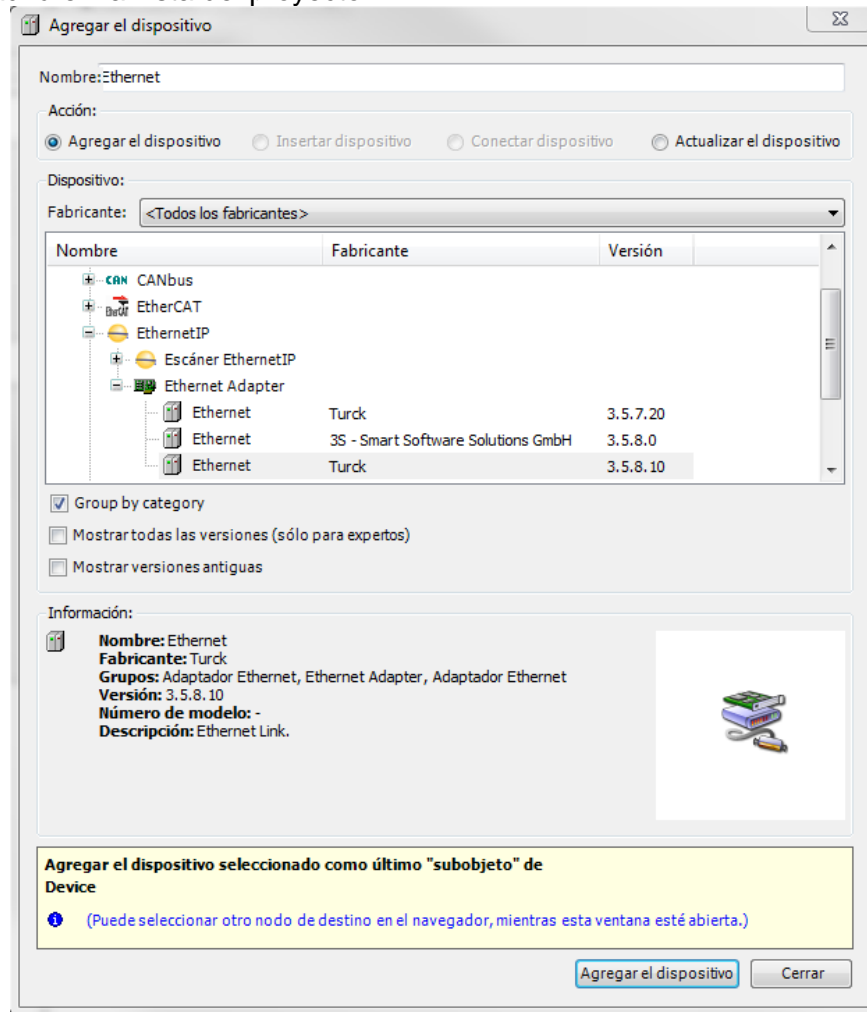 Agregar el dispositivo
Nombre: Ethernet
Acción:
Agregar el dispositivo Insertar dispositivo Conectar dispositivo Actualizar el dispositivo
Dispositivo:
Fabricante: <Todos los fabricantes>
Nombre Fabricante Versión
CAN CANbus
EtherCAT
EthernetIP
Escáner EthernetIP
Ethernet Adapter
Ethernet Turck 3.5.7.20
Ethernet 3S - Smart Software Solutions GmbH 3.5.8.0
Ethernet Turck 3.5.8.10
Group by category
Mostrar todas las versiones (sólo para expertos)
Mostrar versiones antiguas
Información:
Nombre: Ethernet
Fabricante: Turck
Grupos: Adaptador Ethernet, Ethernet Adapter, Adaptador Ethernet
Versión: 3.5.8.10
Número de modelo: -
Descripción: Ethernet Link.
Agregar el dispositivo seleccionado como último "subobjeto" de
Device
(Puede seleccionar otro nodo de destino en el navegador, mientras esta ventana esté abierta.)
Agregar el dispositivo Cerrar